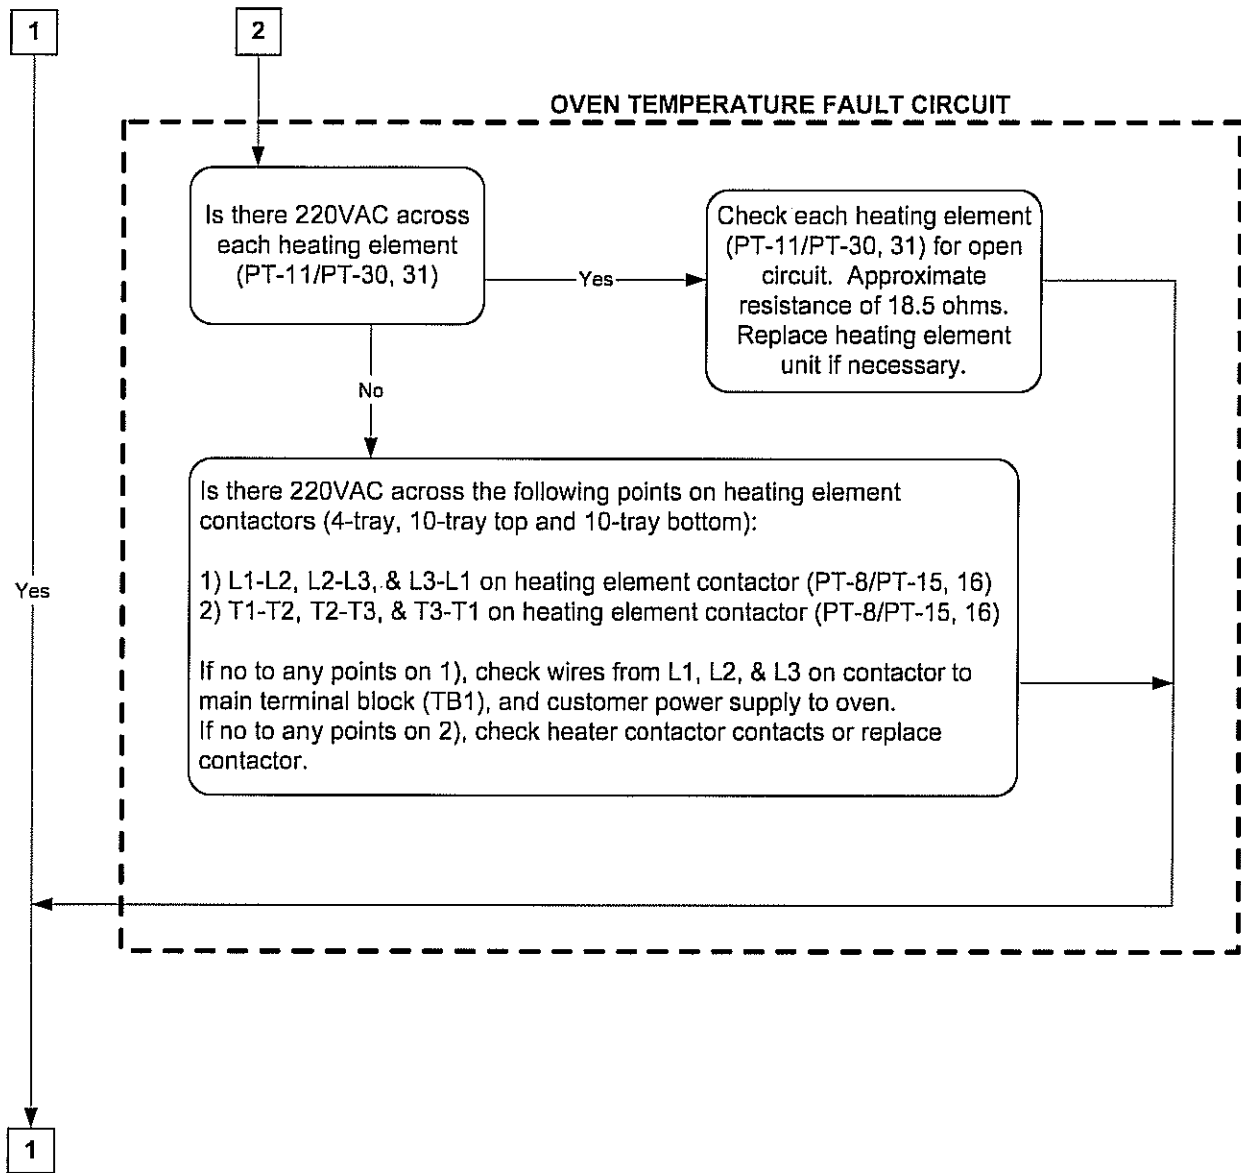 1
2
OVEN TEMPERATURE FAULT CIRCUIT
Is there 220VAC across
each heating element
(PT-11/PT-30, 31)
Yes
Check each heating element
(PT-11/PT-30, 31) for open
circuit. Approximate
resistance of 18.5 ohms.
Replace heating element
unit if necessary.
No
Is there 220VAC across the following points on heating element
contactors (4-tray, 10-tray top and 10-tray bottom):
1) L1-L2, L2-L3, & L3-L1 on heating element contactor (PT-8/PT-15, 16)
2) T1-T2, T2-T3, & T3-T1 on heating element contactor (PT-8/PT-15, 16)
If no to any points on 1), check wires from L1, L2, & L3 on contactor to
main terminal block (TB1), and customer power supply to oven.
If no to any points on 2), check heater contactor contacts or replace
contactor.
Yes
1